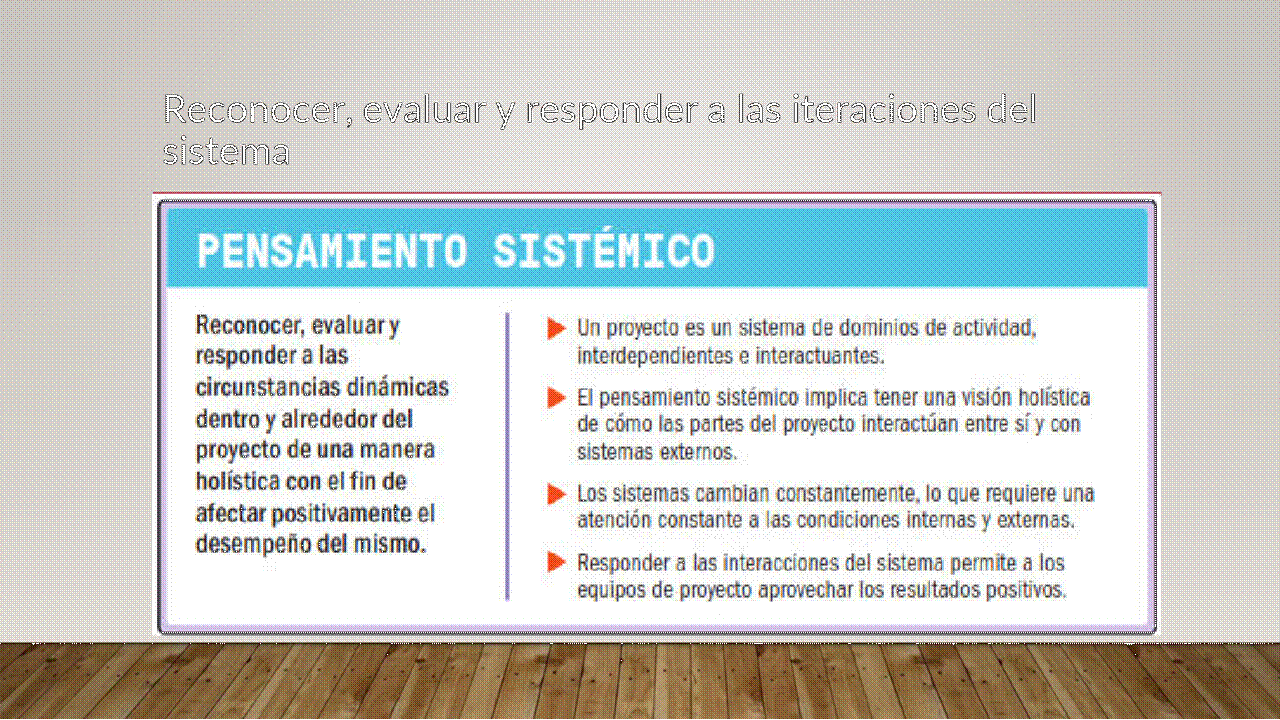 Reconocer, evaluar y responder a las iteraciones del
sistema
PENSAMIENTO SISTÉMICO
Reconocer, evaluar y
responder a las
circunstancias dinámicas
dentro y alrededor del
proyecto de una manera
holística con el fin de
afectar positivamente el
desempeño del mismo.
Un proyecto es un sistema de dominios de actividad,
interdependientes e interactuantes.
El pensamiento sistémico implica tener una visión holística
de cómo las partes del proyecto interactúan entre sí y con
sistemas externos.
Los sistemas cambian constantemente, lo que requiere una
atención constante a las condiciones internas y externas.
Responder a las interacciones del sistema permite a los
equipos de proyecto aprovechar los resultados positivos.